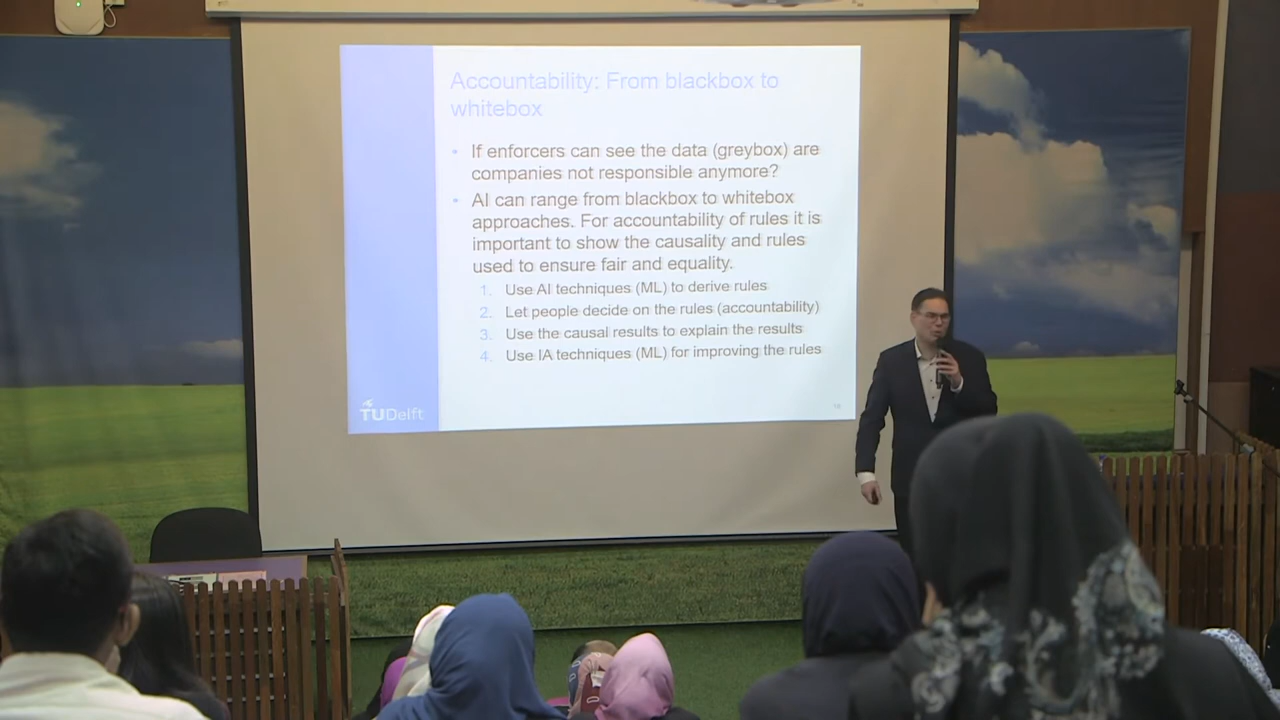 Accountability: From blackbox to
whitebox
• If enforcers can see the data (greybox) are
companies not responsible anymore?
• AI can range from blackbox to whitebox
approaches. For accountability of rules it is
important to show the causality and rules
used to ensure fair and equality.
1. Use AI techniques (ML) to derive rules
2. Let people decide on the rules (accountability)
3. Use the causal results to explain the results
4. Use IA techniques (ML) for improving the rules
TUDelft